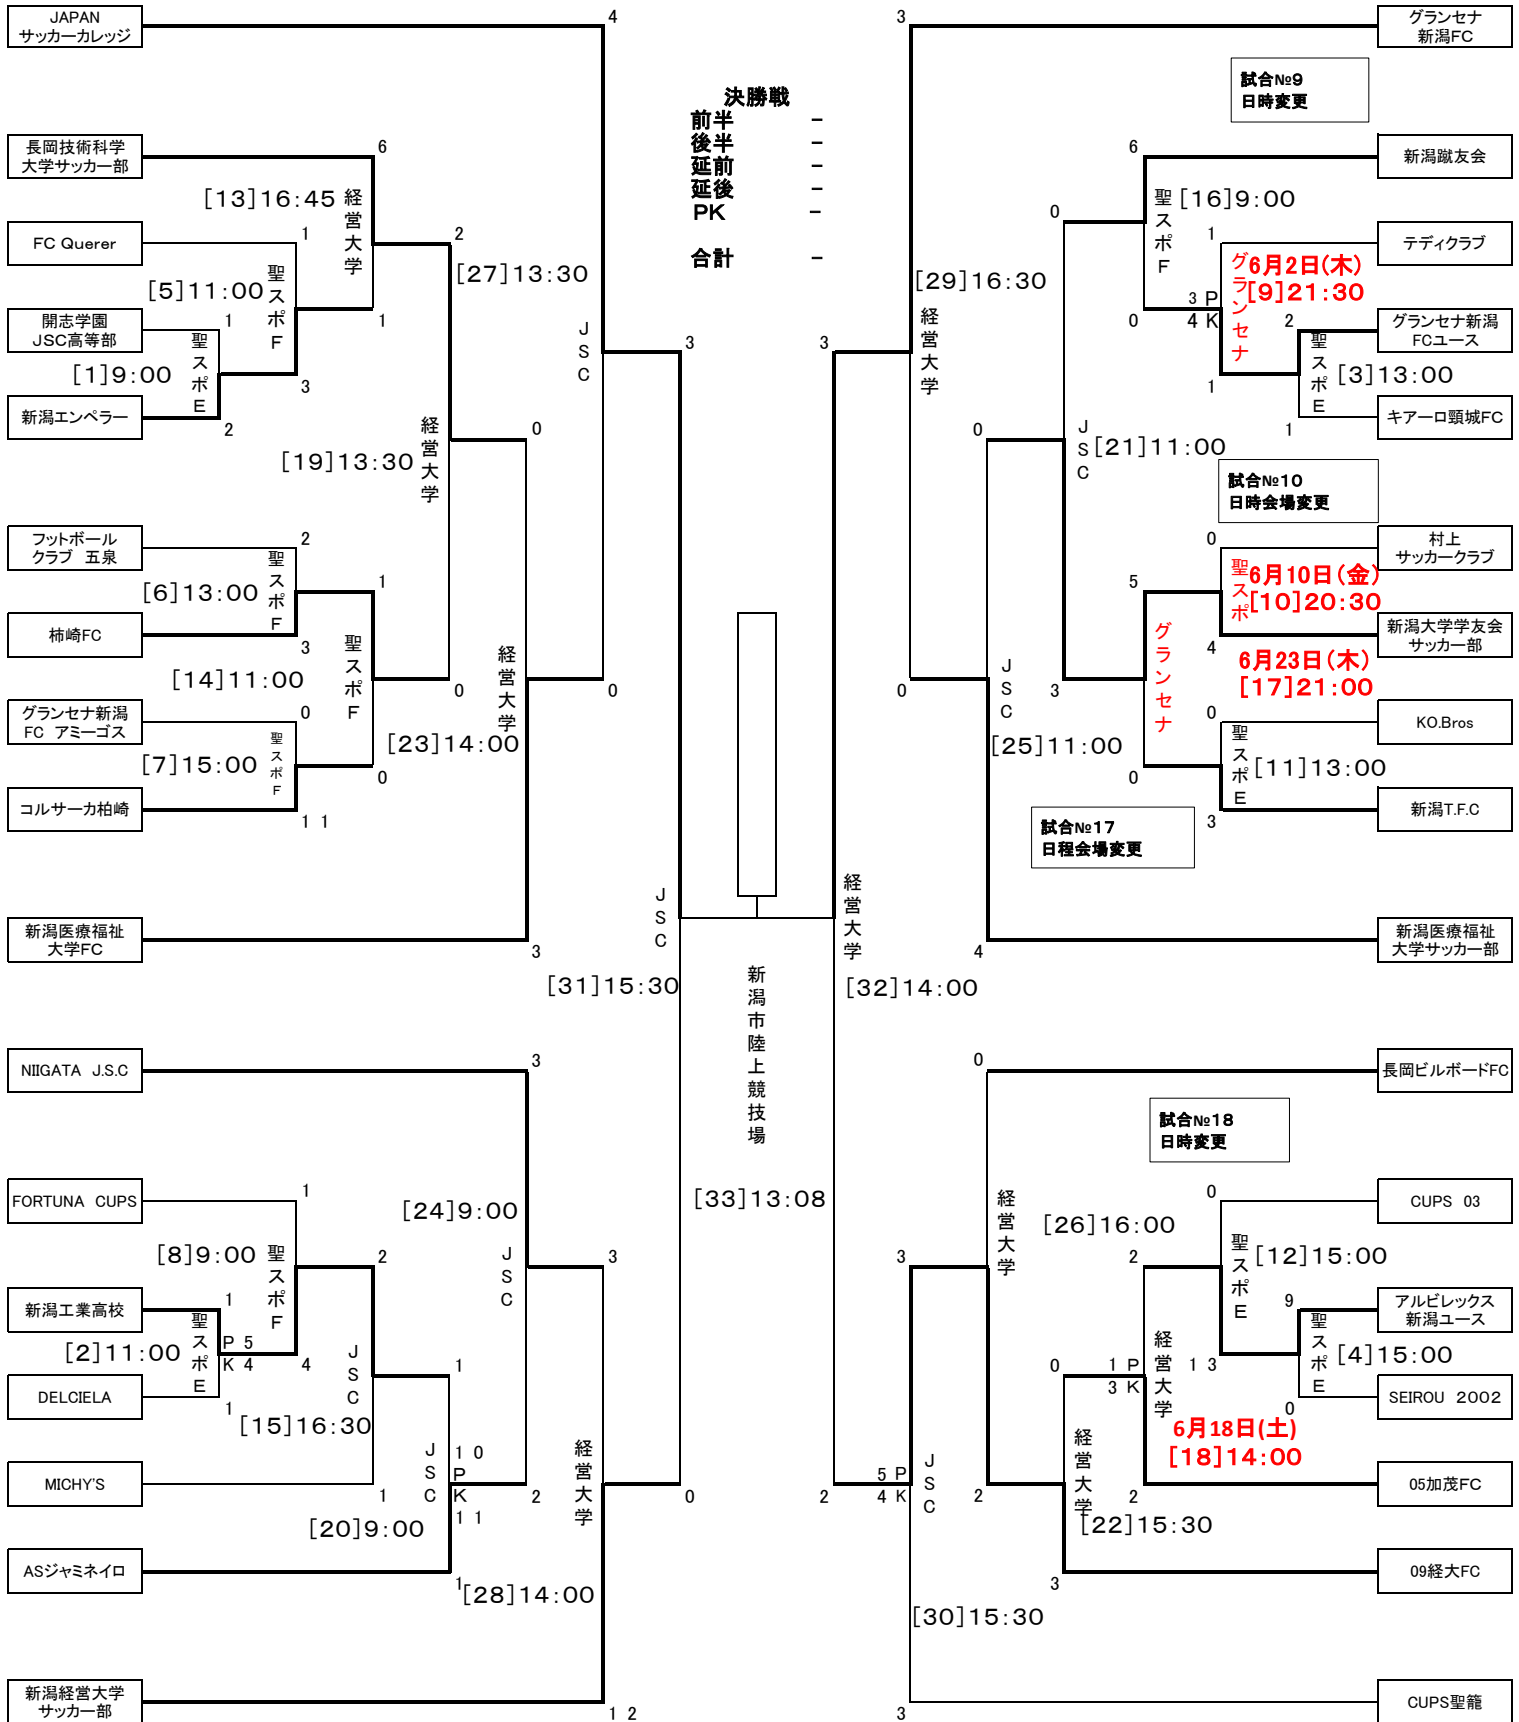 JAPAN
サッカーカレッジ
4
長岡技術科学
大学サッカー部
6
[13]16:45
経営大学
FC Querer
1
2
[27]13:30
[5]11:00
聖スポF
開志学園
JSC高等部
1
1
JSC
3
[1]9:00
聖スポE
3
新潟エンペラー
2
0
[19]13:30
経営大学
フットボール
クラブ 五泉
2
[6]13:00
聖スポF
1
柿崎FC
3
聖スポF
経営大学
[14]11:00
0
0
グランセナ新潟
FC アミーゴス
0
[23]14:00
[7]15:00
聖スポF
0
コルサーカ柏崎
11
新潟医療福祉
大学FC
3
JSC
[31]15:30
NIIGATA J.S.C
3
FORTUNA CUPS
1
[24]9:00
[8]9:00
聖スポF
2
JSC
3
新潟工業高校
1
[2]11:00
聖スポE
PK
5
4
4
JSC
1
DELCIELA
1
[15]16:30
MICHY'S
1
JSC
10
PK
11
2
経営大学
0
[20]9:00
ASジャミネイロ
1
[28]14:00
新潟経営大学
サッカー部
12
決勝戦
前半 -
後半 -
延前 -
延後 -
PK -
合計 -
新潟市陸上競技場
[33]13:08
3
グランセナ
新潟FC
試合№9
日時変更
6
新潟蹴友会
聖スポF
[16]9:00
0
1
テディクラブ
グランセナ
6月2日(木)
[9]21:30
[29]16:30
経営大学
3
0
3
4
PK
2
グランセナ新潟
FCユース
聖スポE
[3]13:00
1
キアーロ頸城FC
1
0
JSC
[21]11:00
試合№10
日時会場変更
0
村上
サッカークラブ
5
聖スポ
6月10日(金)
[10]20:30
新潟大学学友会
サッカー部
4
グランセナ
6月23日(木)
[17]21:00
0
JSC
3
0
KO.Bros
[25]11:00
聖スポE
[11]13:00
0
新潟T.F.C
3
試合№17
日程会場変更
経営大学
新潟医療福祉
大学サッカー部
4
[32]14:00
0
長岡ビルボードFC
試合№18
日時変更
0
CUPS 03
経営大学
[26]16:00
聖スポE
[12]15:00
3
2
9
アルビレックス
新潟ユース
聖スポE
[4]15:00
0
1
3
PK
経営大学
13
0
SEIROU 2002
6月18日(土)
[18]14:00
経営大学
05加茂FC
2
5
4
PK
JSC
2
2
[22]15:30
09経大FC
3
[30]15:30
CUPS聖籠
3